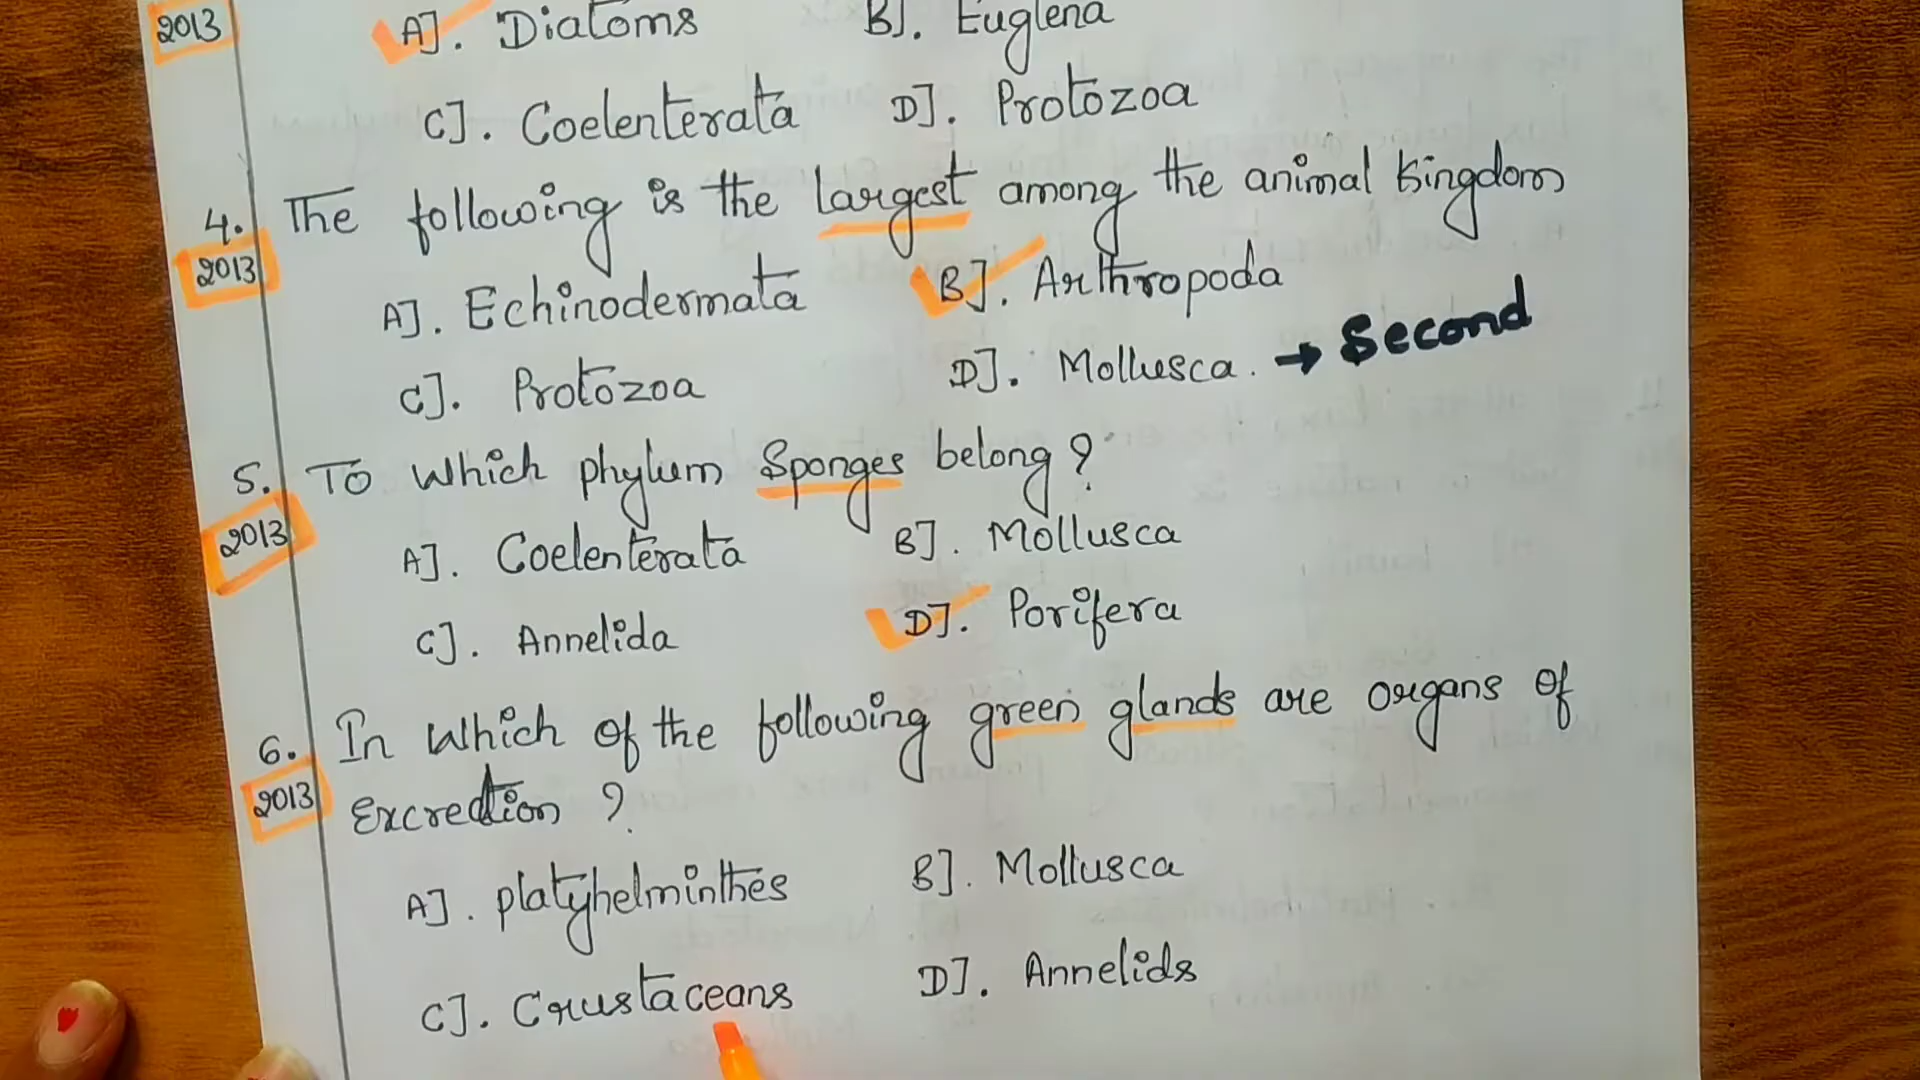 2013 A]. Diatoms B]. Euglena
C]. Coelenterata D]. Protozoa
4. The following is the largest among the animal kingdom
2013
A]. Echinodermata B]. Arthropoda
C]. Protozoa D]. Mollusca. → Second
5. To which phylum Sponges belong?
2013
A]. Coelenterata B]. Mollusca
C]. Annelida D]. Porifera
6. In which of the following green glands are organs of
2013 Excretion?
A]. platyhelminthes B]. Mollusca
C]. Crustaceans D]. Annelids